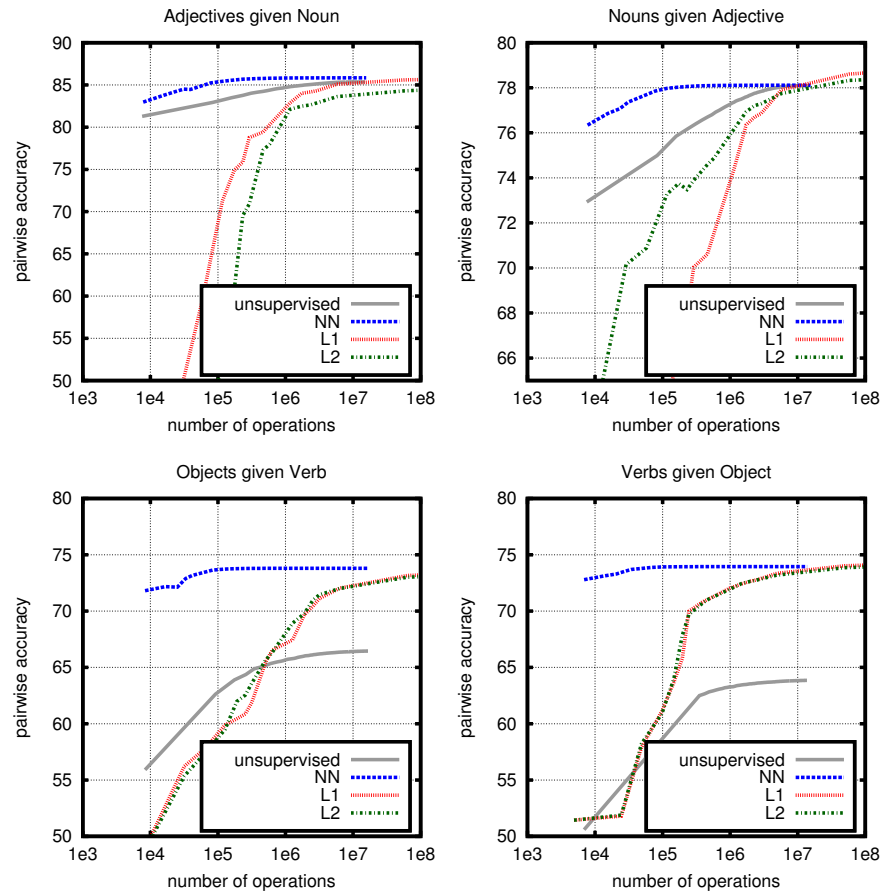 Adjectives given Noun
pairwise accuracy
90
85
80
75
70
65
60
55
50
unsupervised
NN
L1
L2
1e3 1e4 1e5 1e6 1e7 1e8
number of operations
Nouns given Adjective
pairwise accuracy
80
78
76
74
72
70
68
66
unsupervised
NN
L1
L2
1e3 1e4 1e5 1e6 1e7 1e8
number of operations
Objects given Verb
pairwise accuracy
80
75
70
65
60
55
50
unsupervised
NN
L1
L2
1e3 1e4 1e5 1e6 1e7 1e8
number of operations
Verbs given Object
pairwise accuracy
80
75
70
65
60
55
50
unsupervised
NN
L1
L2
1e3 1e4 1e5 1e6 1e7 1e8
number of operations